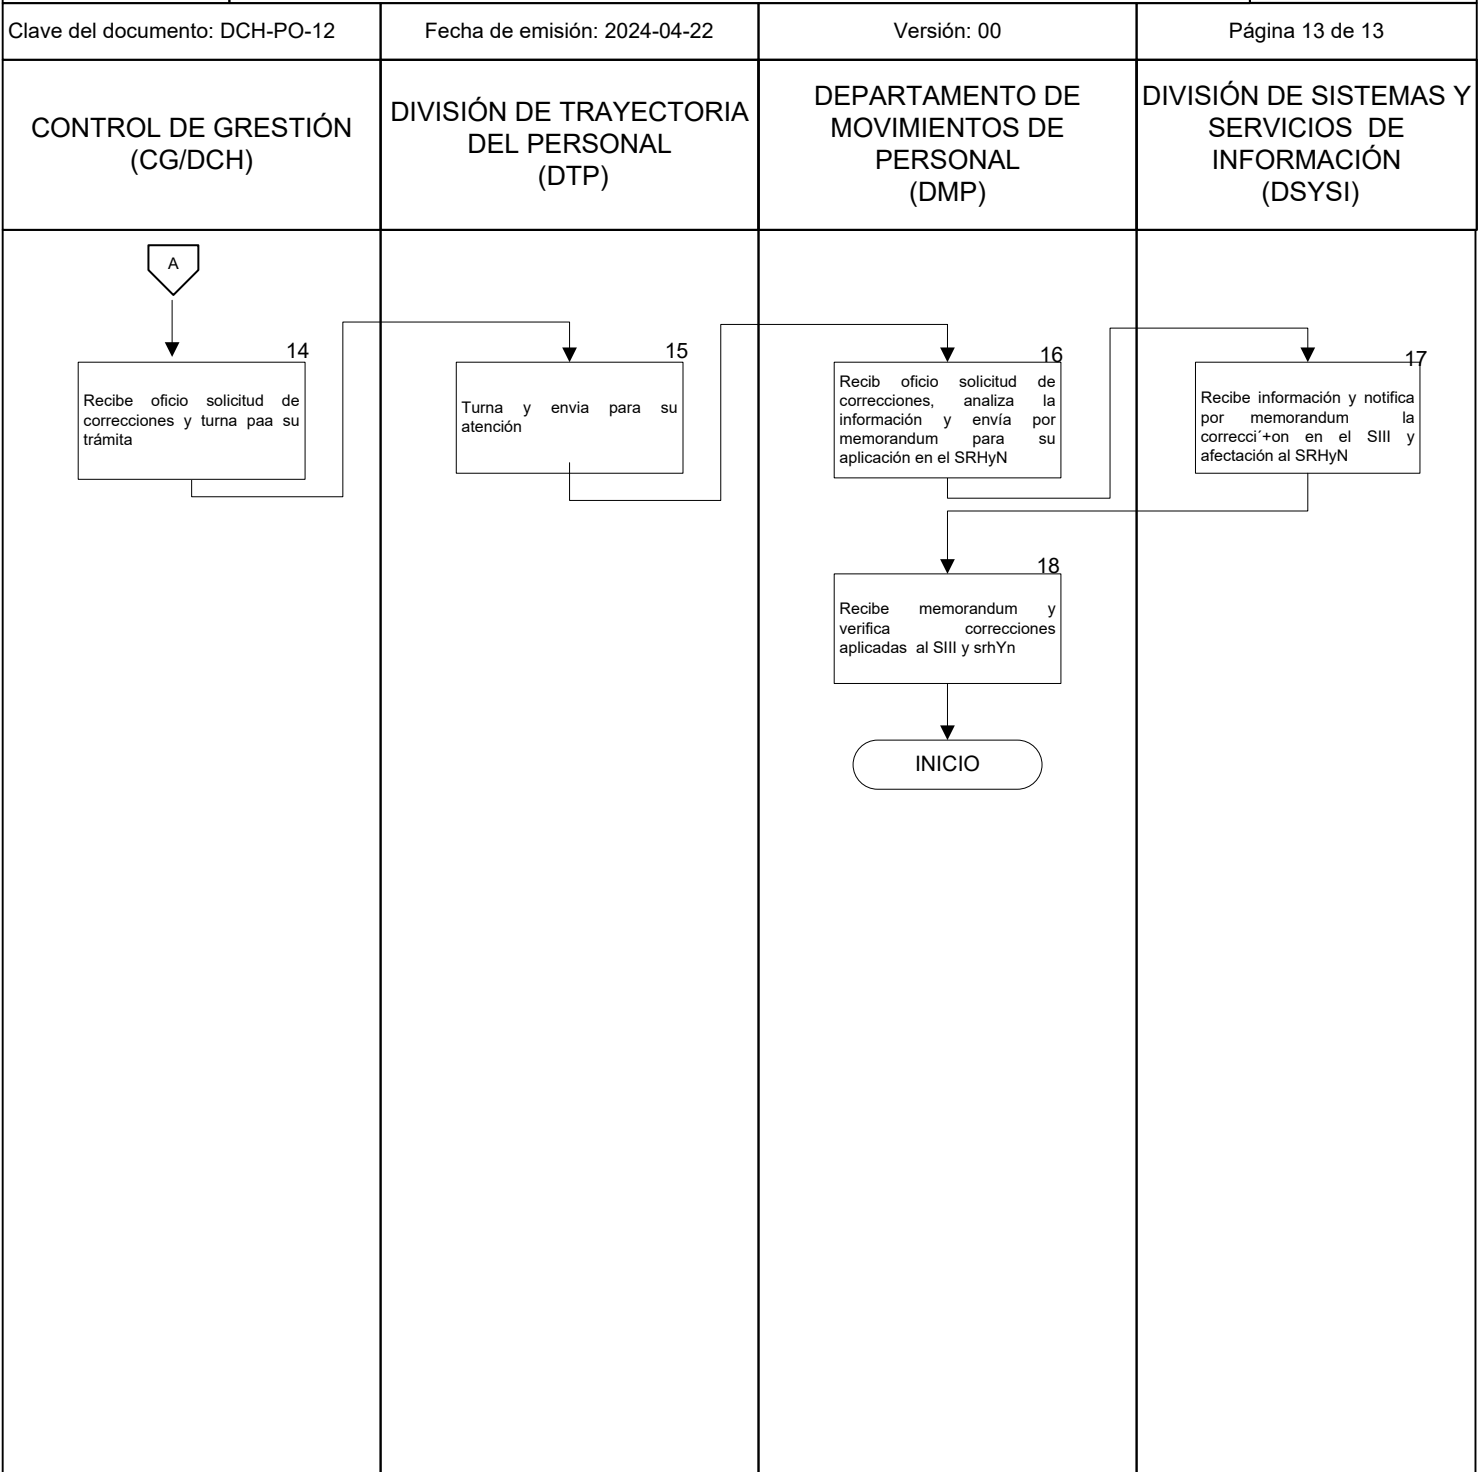 Clave del documento: DCH-PO-12
Fecha de emisión: 2024-04-22
Versión: 00
Página 13 de 13
CONTROL DE GRESTIÓN
(CG/DCH)
DIVISIÓN DE TRAYECTORIA
DEL PERSONAL
(DTP)
DEPARTAMENTO DE
MOVIMIENTOS DE
PERSONAL
(DMP)
DIVISIÓN DE SISTEMAS Y
SERVICIOS DE
INFORMACIÓN
(DSYSI)
A
14
Recibe oficio solicitud de
correcciones y turna paa su
trámita
15
Turna y envia para su
atención
16
Recib oficio solicitud de
correcciones, analiza la
información y envía por
memorandum para su
aplicación en el SRHyN
17
Recibe información y notifica
por memorandum la
correcci´+on en el SIII y
afectación al SRHyN
18
Recibe memorandum y
verifica correcciones
aplicadas al SIII y srhYn
INICIO